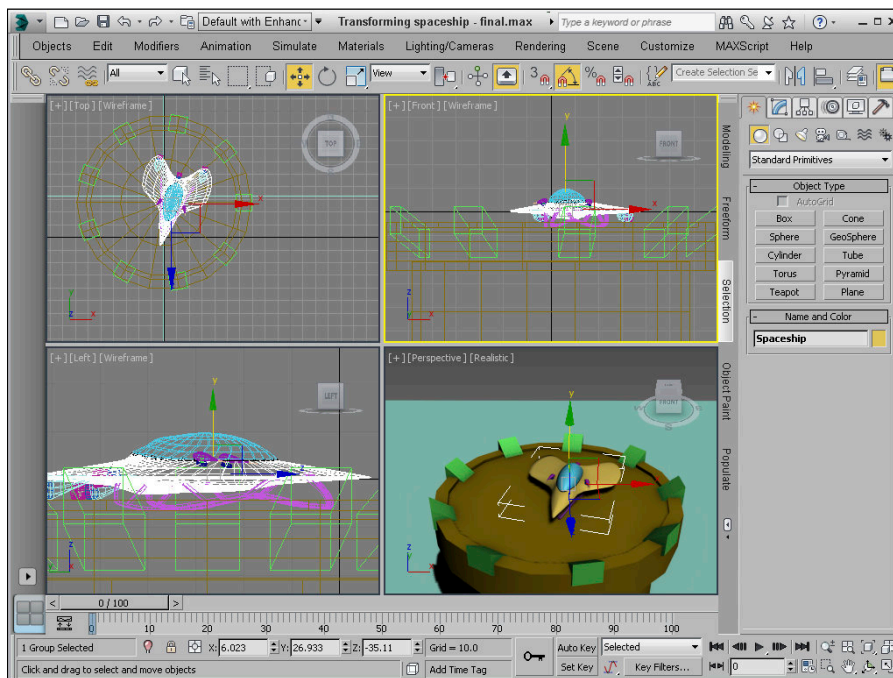 Default with Enhanc
Transforming spaceship - final.max
Type a keyword or phrase
Objects Edit Modifiers Animation Simulate Materials Lighting/Cameras Rendering Scene Customize MAXScript Help
All
View
3
%
ABC
Create Selection Se
[+] [Top] [Wireframe]
TOP
x
y
z
x
[+] [Front] [Wireframe]
FRONT
y
x
z
x
[+] [Left] [Wireframe]
LEFT
y
z
z
x
[+] [Perspective] [Realistic]
FRONT
y
x
z
x
Modeling
Freeform
Selection
Object Paint
Populate
Standard Primitives
- Object Type
AutoGrid
Box Cone
Sphere GeoSphere
Cylinder Tube
Torus Pyramid
Teapot Plane
- Name and Color
Spaceship
< 0 / 100 >
0 10 20 30 40 50 60 70 80 90 100
1 Group Selected X: 6.023 Y: 26.933 Z: -35.11 Grid = 10.0 Auto Key Selected
Click and drag to select and move objects Add Time Tag Set Key Key Filters... 0